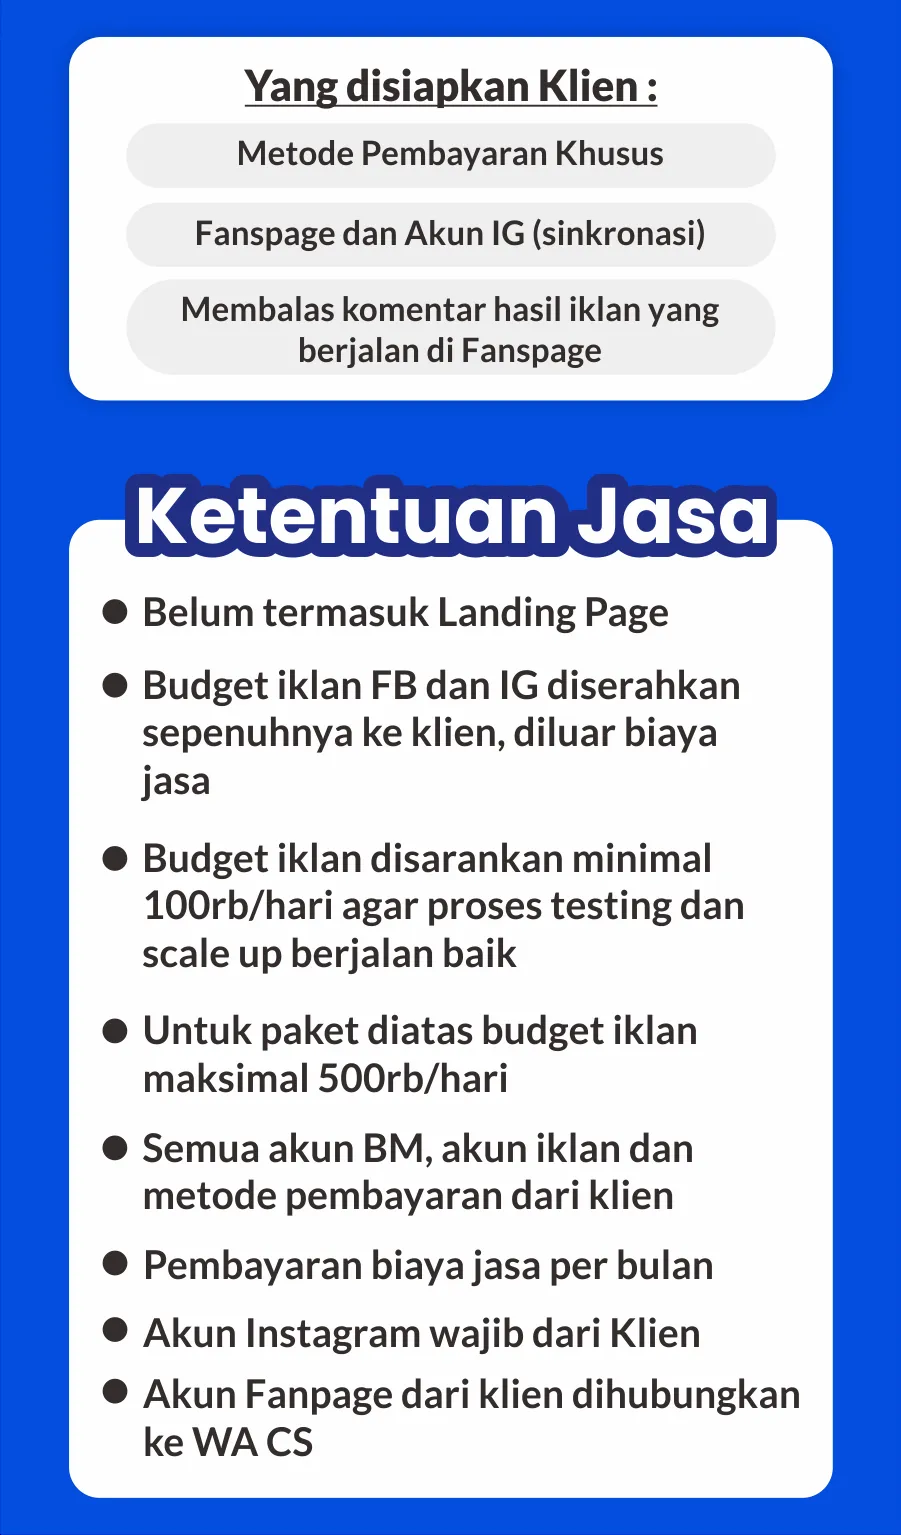 Yang disiapkan Klien :
Metode Pembayaran Khusus
Fanspage dan Akun IG (sinkronasi)
Membalas komentar hasil iklan yang
berjalan di Fanspage
Ketentuan Jasa
● Belum termasuk Landing Page
● Budget iklan FB dan IG diserahkan
sepenuhnya ke klien, diluar biaya
jasa
● Budget iklan disarankan minimal
100rb/hari agar proses testing dan
scale up berjalan baik
● Untuk paket diatas budget iklan
maksimal 500rb/hari
● Semua akun BM, akun iklan dan
metode pembayaran dari klien
● Pembayaran biaya jasa per bulan
● Akun Instagram wajib dari Klien
● Akun Fanpage dari klien dihubungkan
ke WA CS